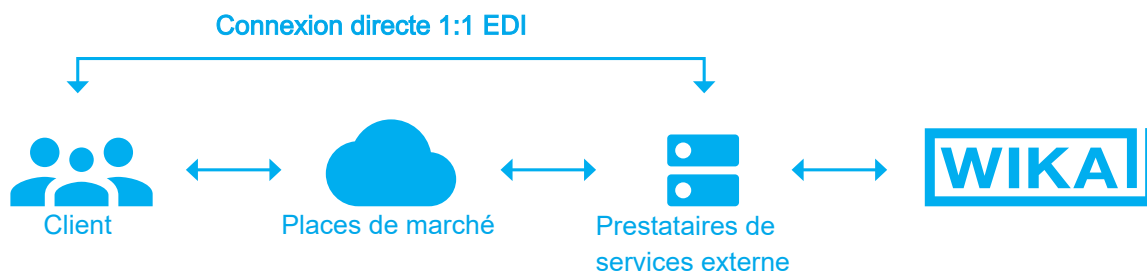 Connexion directe 1:1 EDI
WIKA
Client
Places de marché
Prestataires de
services externe